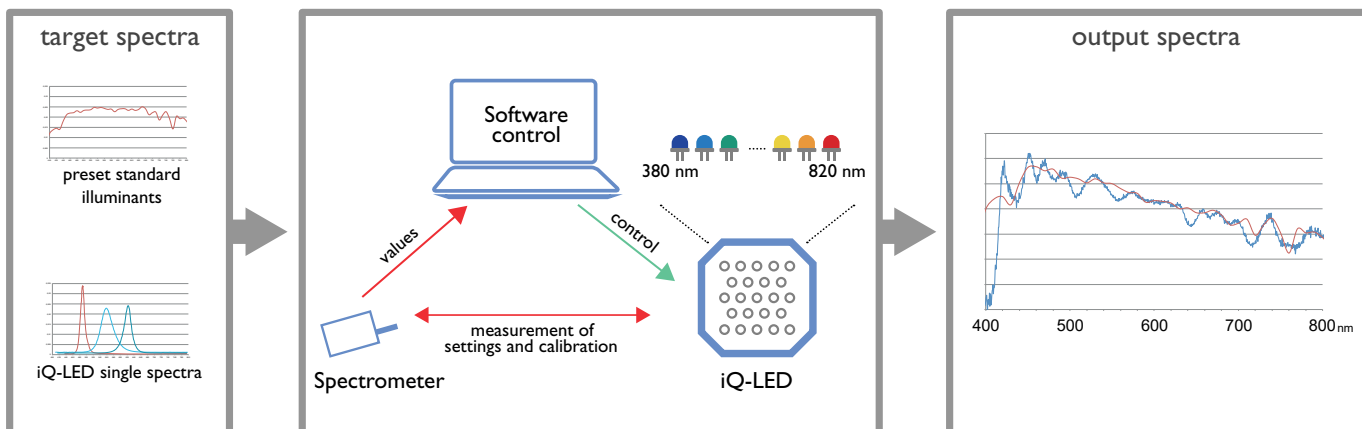 target spectra
preset standard
illuminants
iQ-LED single spectra
Software
control
380 nm
820 nm
values
control
measurement of
settings and calibration
Spectrometer
iQ-LED
output spectra
400
500
600
700
800 nm